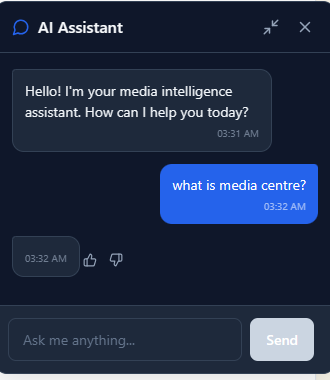 AI Assistant
Hello! I'm your media intelligence
assistant. How can I help you today?
03:31 AM
what is media centre?
03:32 AM
03:32 AM
Ask me anything...
Send